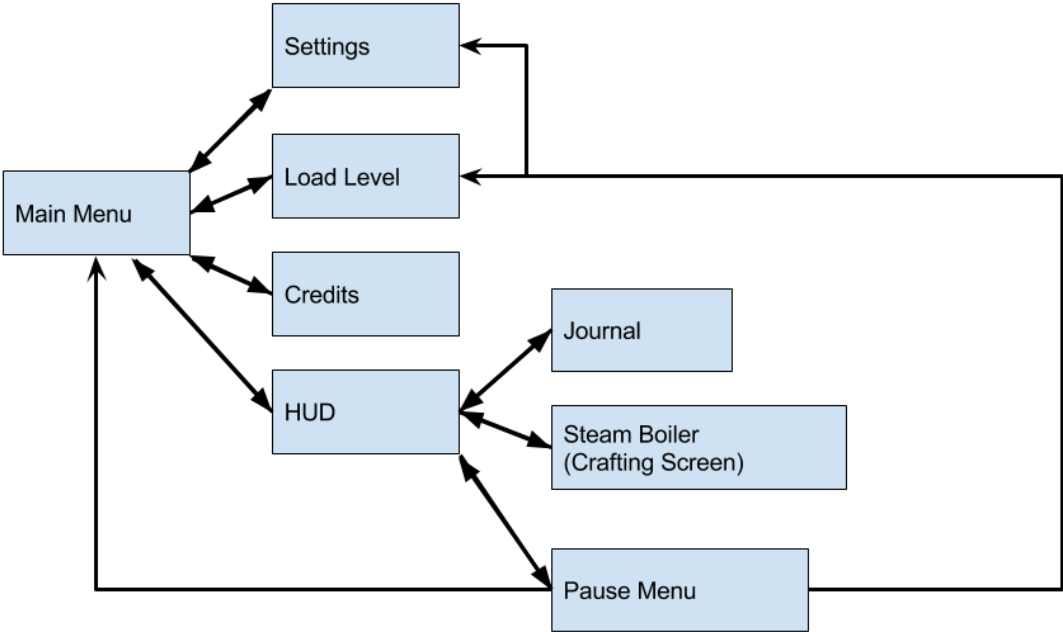 Settings
Load Level
Main Menu
Credits
Journal
HUD
Steam Boiler
(Crafting Screen)
Pause Menu